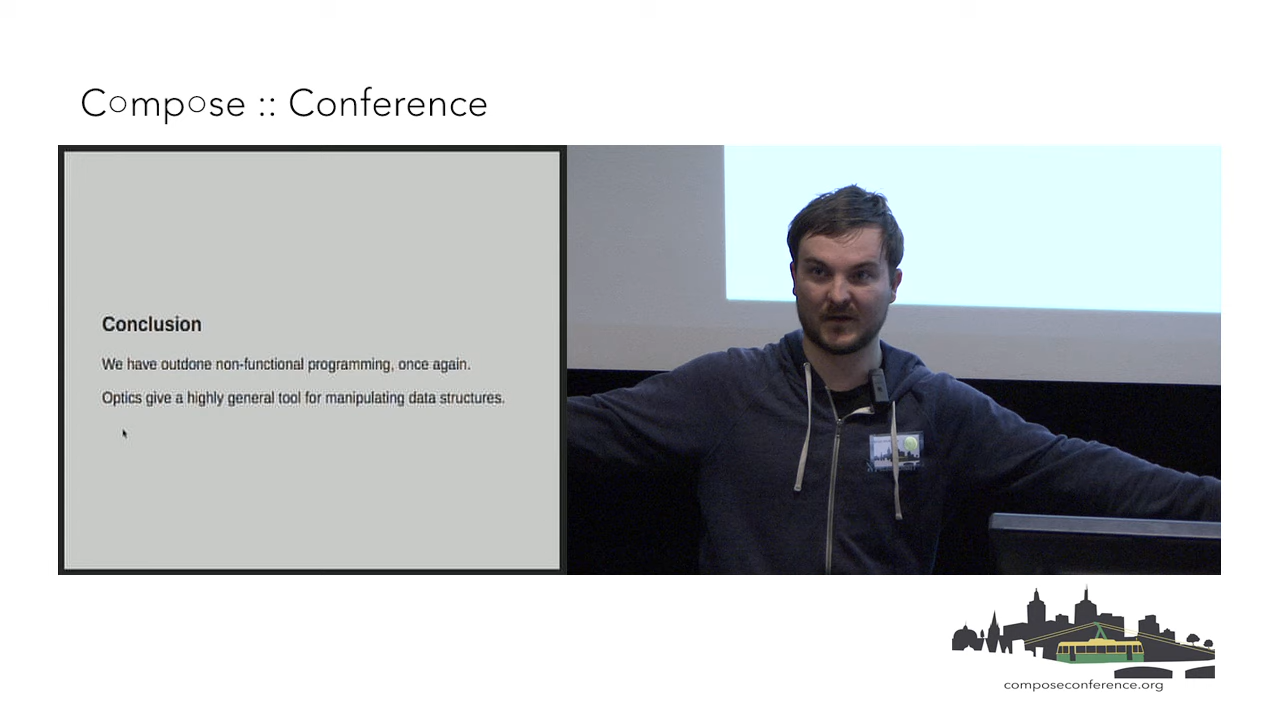 Compose :: Conference
Conclusion
We have outdone non-functional programming, once again.
Optics give a highly general tool for manipulating data structures.
composeconference.org